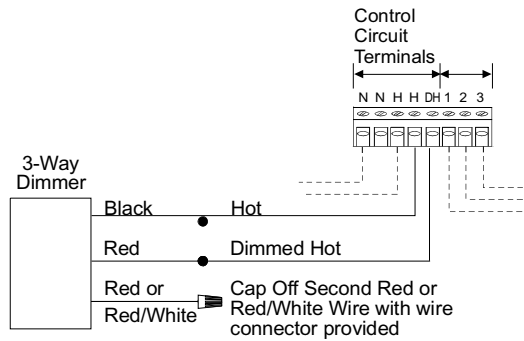 Control
Circuit
Terminals
N N H H DH 1 2 3
3-Way
Dimmer
Black Hot
Red Dimmed Hot
Red or
Red/White
Cap Off Second Red or
Red/White Wire with wire
connector provided